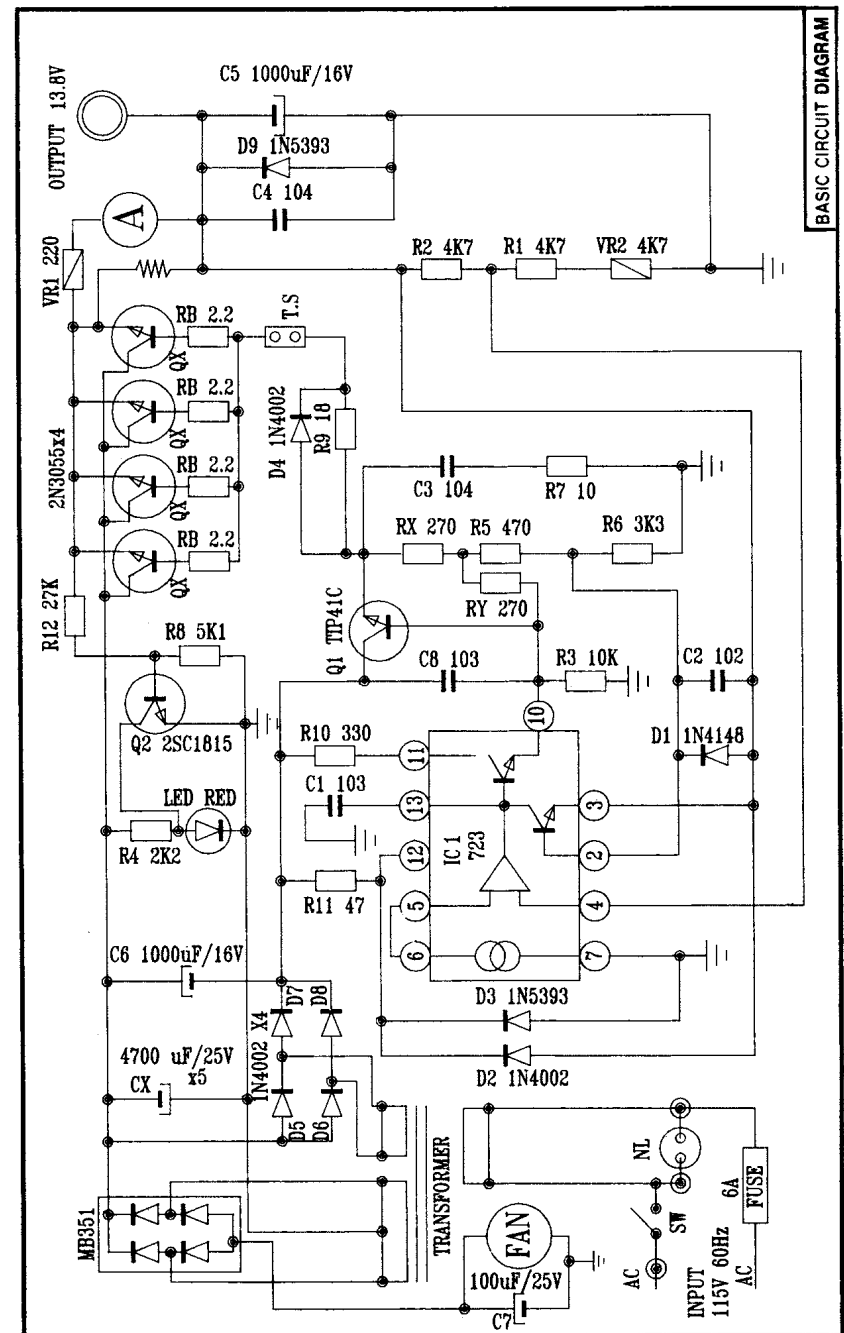 BASIC CIRCUIT DIAGRAM
OUTPUT 13.8V
C5 1000uF/16V
D9 1N5393
C4 104
A
VR1 220
R2 4K7
R1 4K7
VR2 4K7
RB 2.2
QX
T.S
RB 2.2
QX
2N3055x4
RB 2.2
QX
RB 2.2
QX
D4 1N4002
R9 18
C3 104
R7 10
RX 270
R5 470
R6 3K3
RY 270
R12 27K
R8 5K1
Q1 TIP41C
C8 103
R3 10K
C2 102
Q2 2SC1815
R10 330
10
D1 1N4148
11
C1 103
13
3
LED RED
12
IC1
723
2
R4 2K2
R11 47
5
4
6
7
C6 1000uF/16V
D7
D8
X4
D3 1N5393
4700 uF/25V
x5
CX
1N4002
D2 1N4002
D5
D6
MB351
TRANSFORMER
NL
6A
FUSE
FAN
SW
100uF/25V
C7
AC
INPUT
115V 60Hz
AC